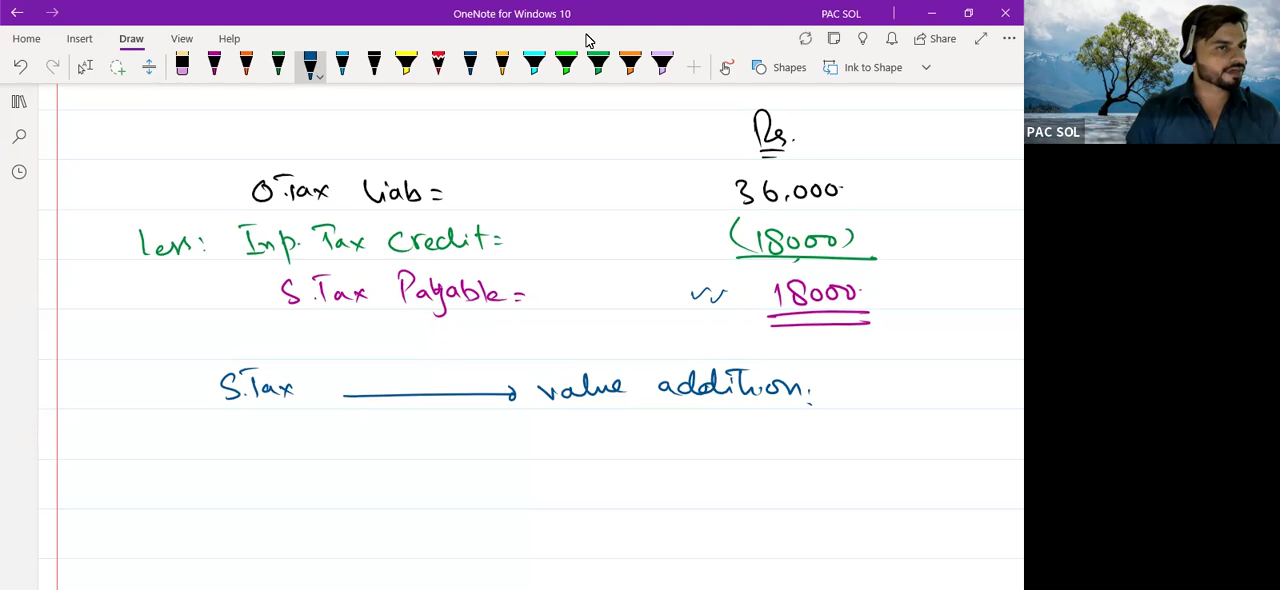 OneNote for Windows 10
PAC SOL
Home Insert Draw View Help
Share
Shapes
Ink to Shape
PAC SOL
Rs.
O.Tax Liab = 36,000
Less: Inp. Tax Credit = (18000)
S.Tax Payable = 18000
S.Tax → value addition.